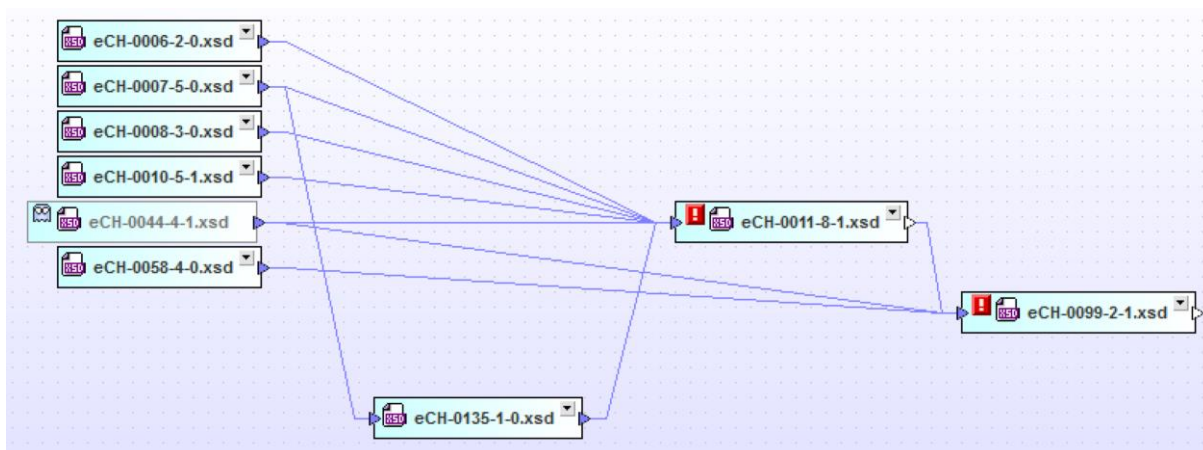 eCH-0006-2-0.xsd
eCH-0007-5-0.xsd
eCH-0008-3-0.xsd
eCH-0010-5-1.xsd
eCH-0044-4-1.xsd
eCH-0011-8-1.xsd
eCH-0058-4-0.xsd
eCH-0099-2-1.xsd
eCH-0135-1-0.xsd